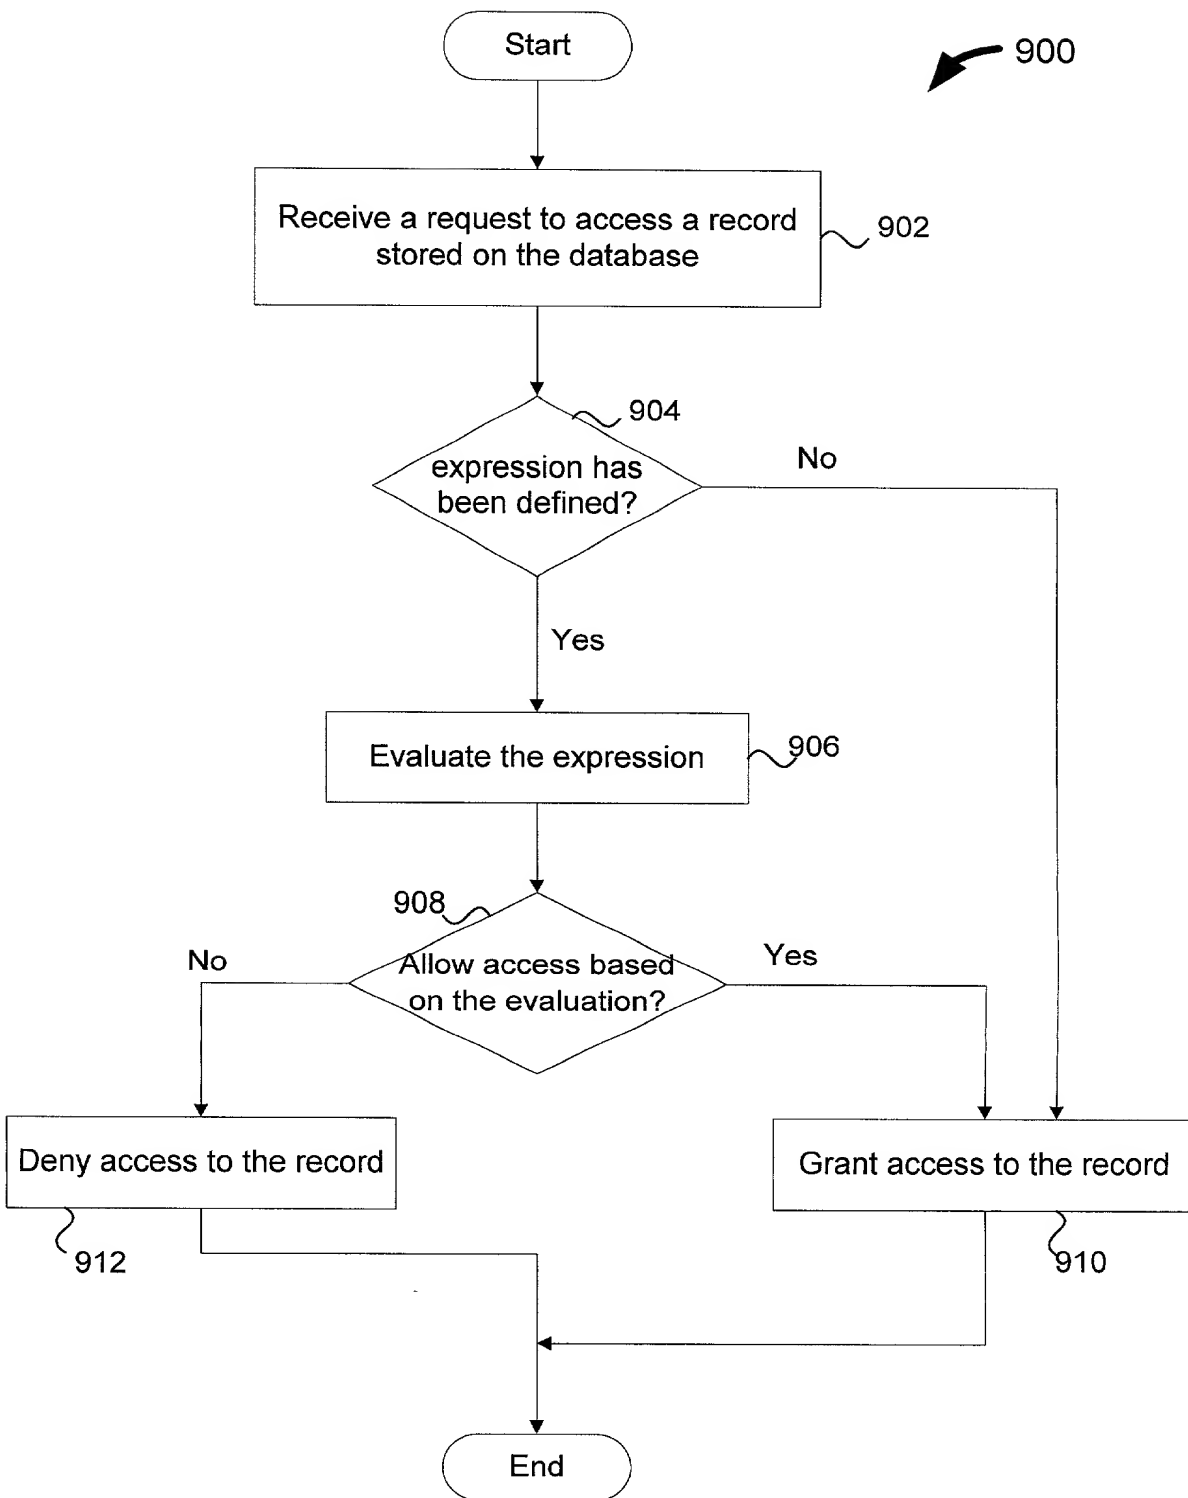 Start
900
Receive a request to access a record
stored on the database
902
904
expression has
been defined?
No
Yes
Evaluate the expression
906
908
Allow access based
on the evaluation?
No
Yes
Deny access to the record
912
Grant access to the record
910
End